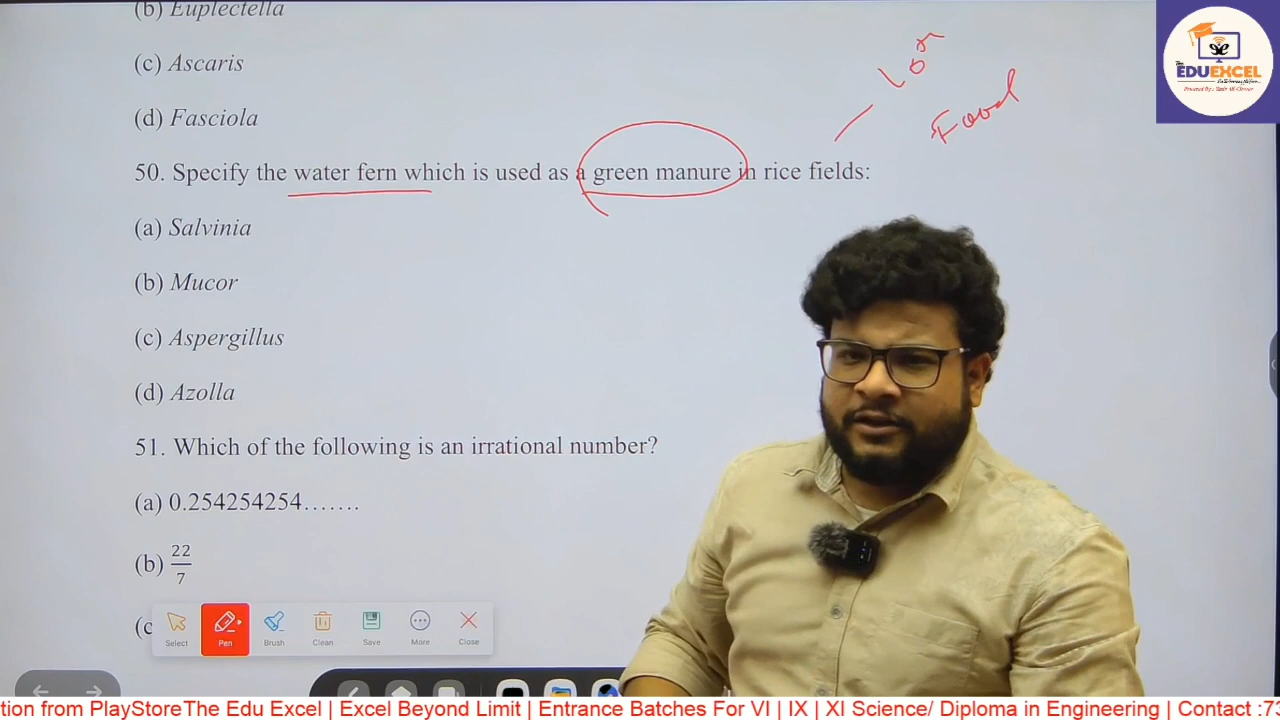 (b) Euplectella
(c) Ascaris
(d) Fasciola
50. Specify the water fern which is used as a green manure in rice fields:
(a) Salvinia
(b) Mucor
(c) Aspergillus
(d) Azolla
51. Which of the following is an irrational number?
(a) 0.254254254…….
(b) 22/7
(c
Food
The
EDUEXCEL
Select
Pen
Brush
Clean
Save
More
Close
tion from PlayStoreThe Edu Excel | Excel Beyond Limit | Entrance Batches For VI | IX | XI Science/ Diploma in Engineering | Contact :73